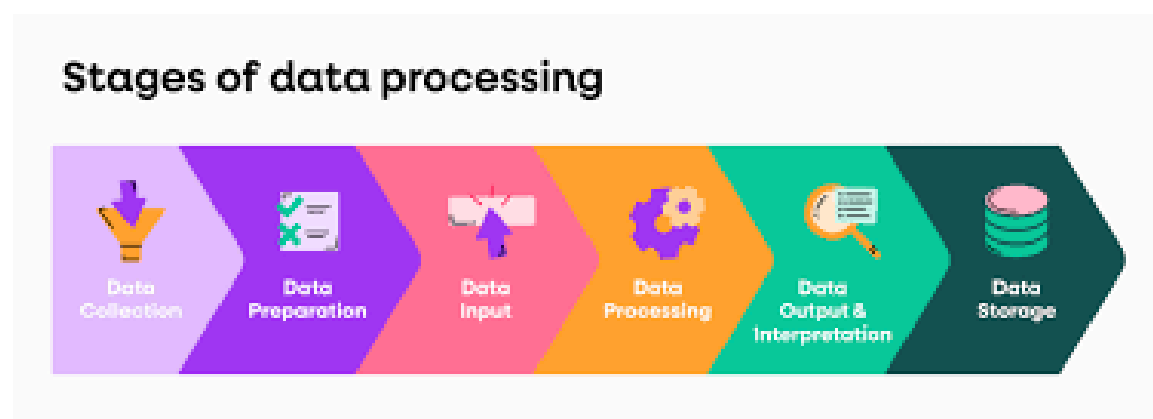 Stages of data processing
Data
Collection
Data
Preparation
Data
Input
Data
Processing
Data
Output &
Interpretation
Data
Storage